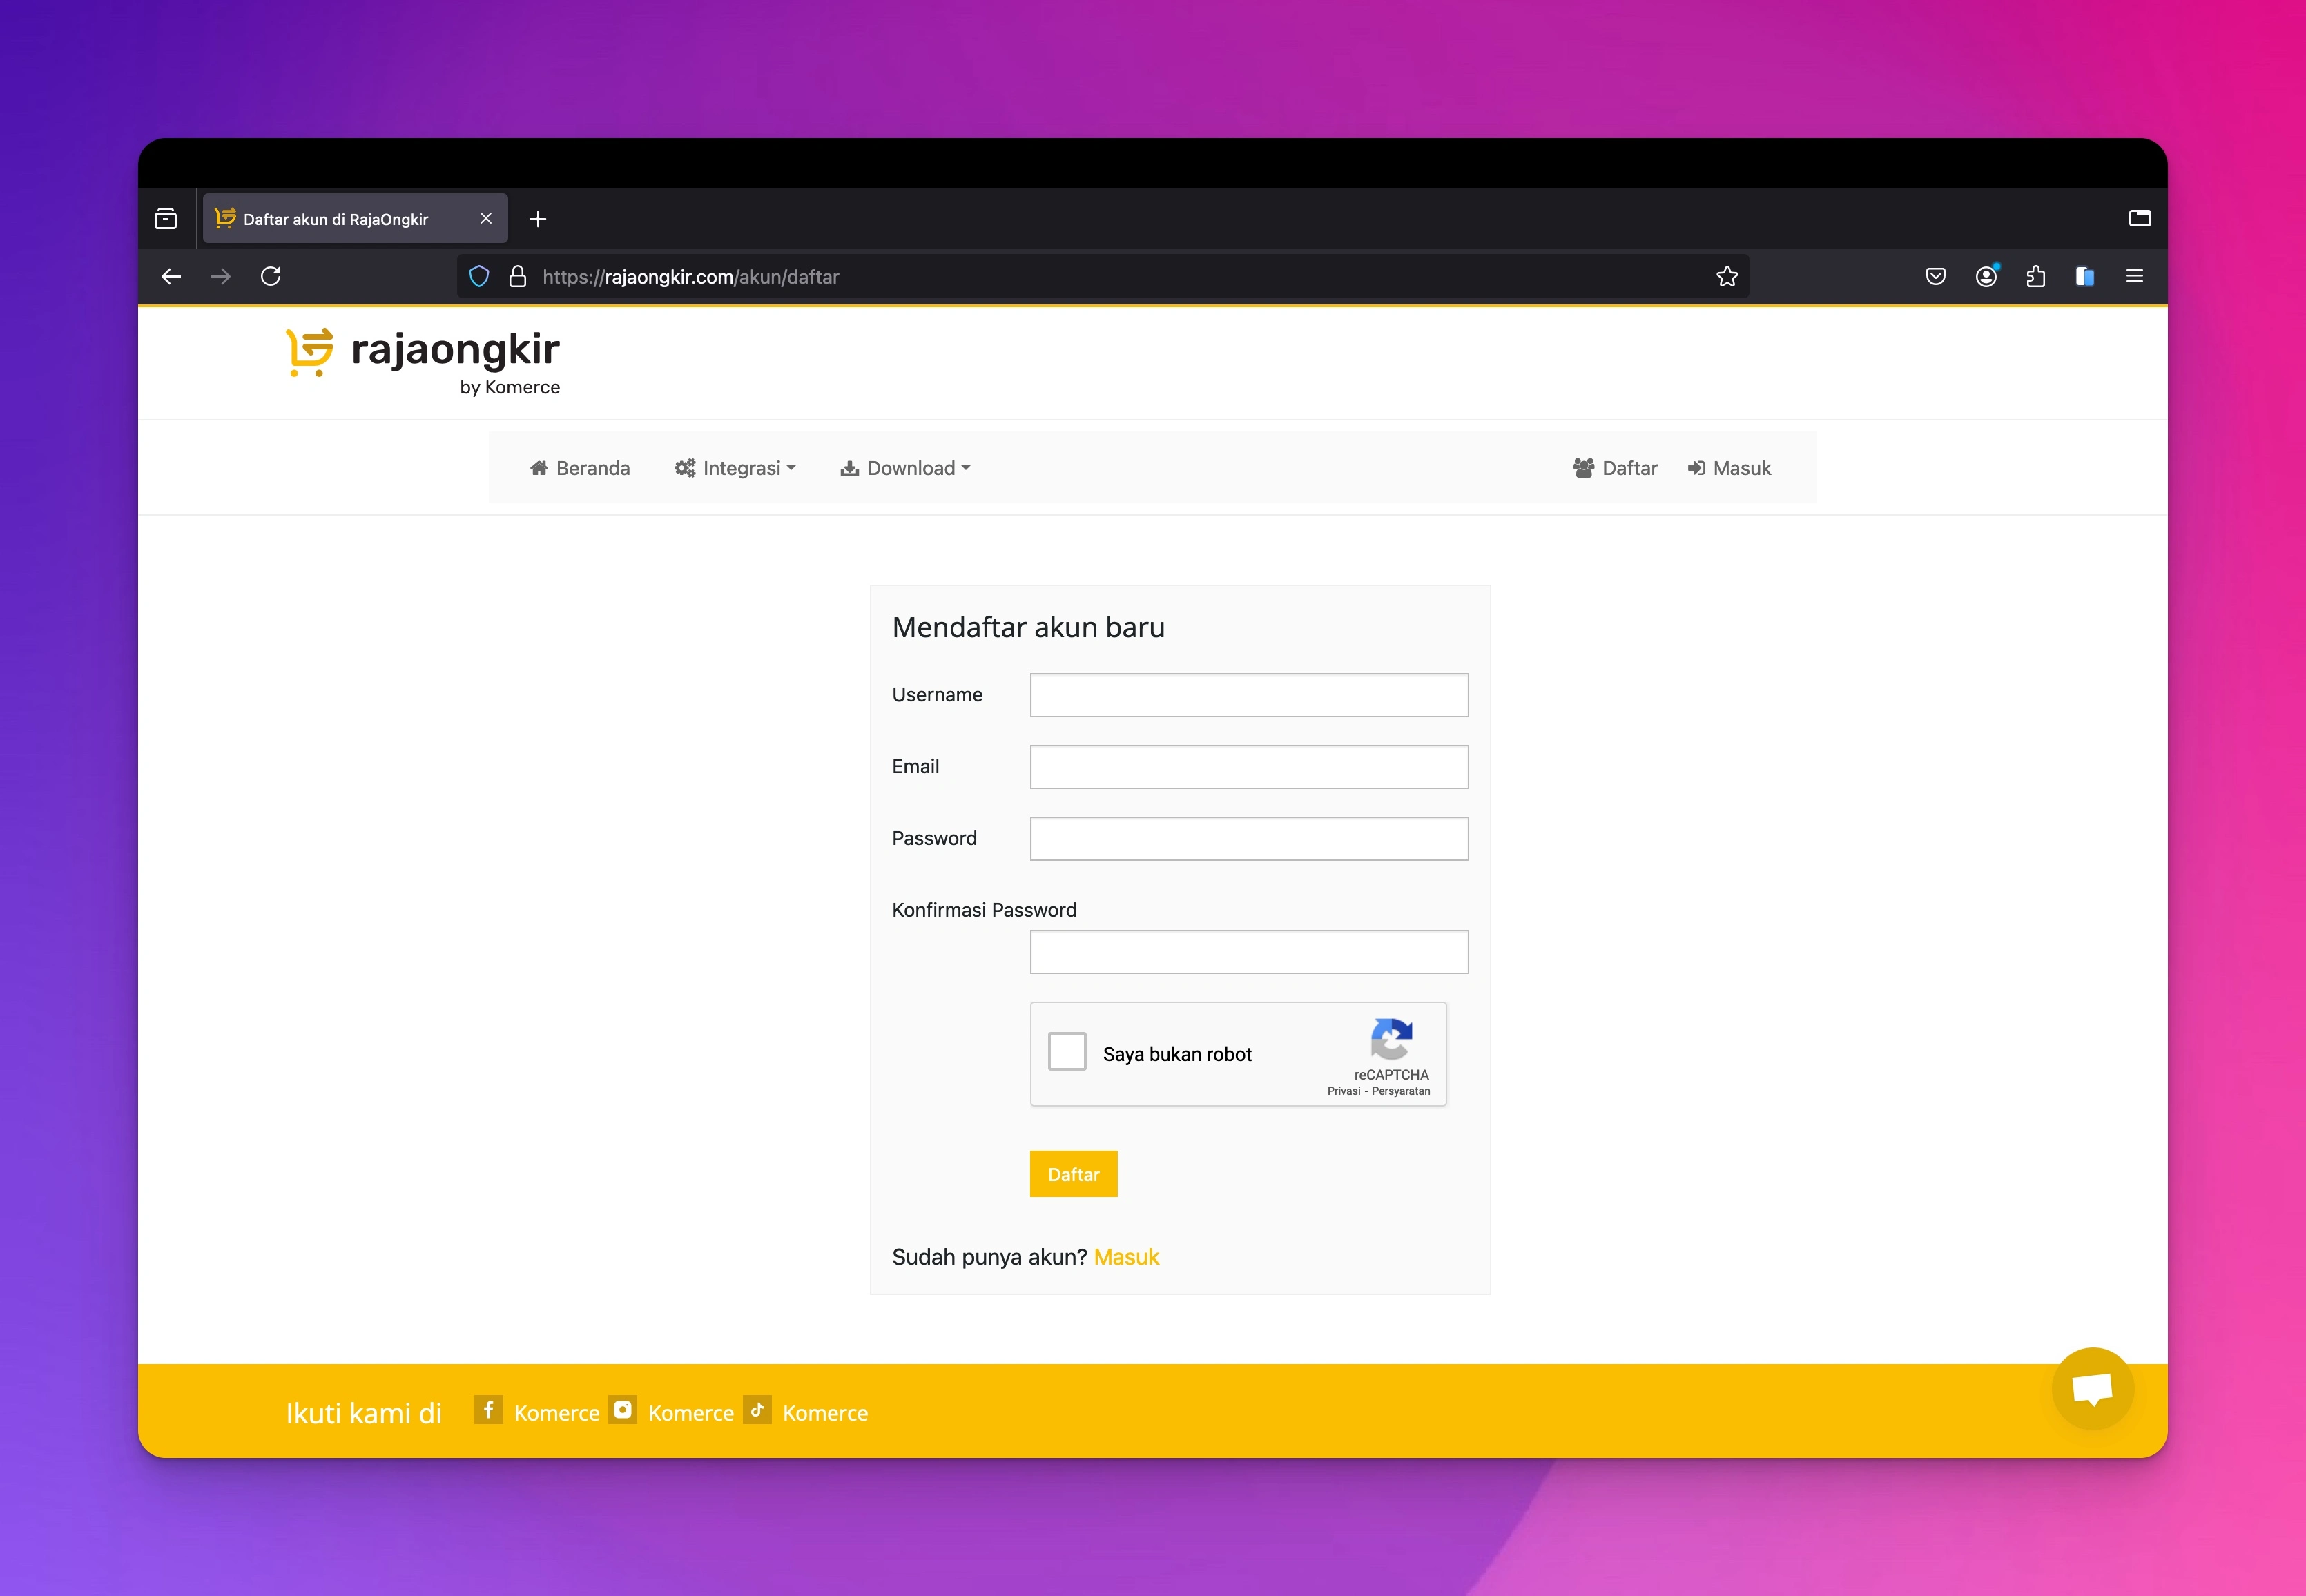 Daftar akun di RajaOngkir
https://rajaongkir.com/akun/daftar
rajaongkir
by Komerce
Beranda Integrasi Download Daftar Masuk
Mendaftar akun baru
Username
Email
Password
Konfirmasi Password
Saya bukan robot
reCAPTCHA
Privasi - Persyaratan
Daftar
Sudah punya akun? Masuk
Ikuti kami di Komerce Komerce Komerce